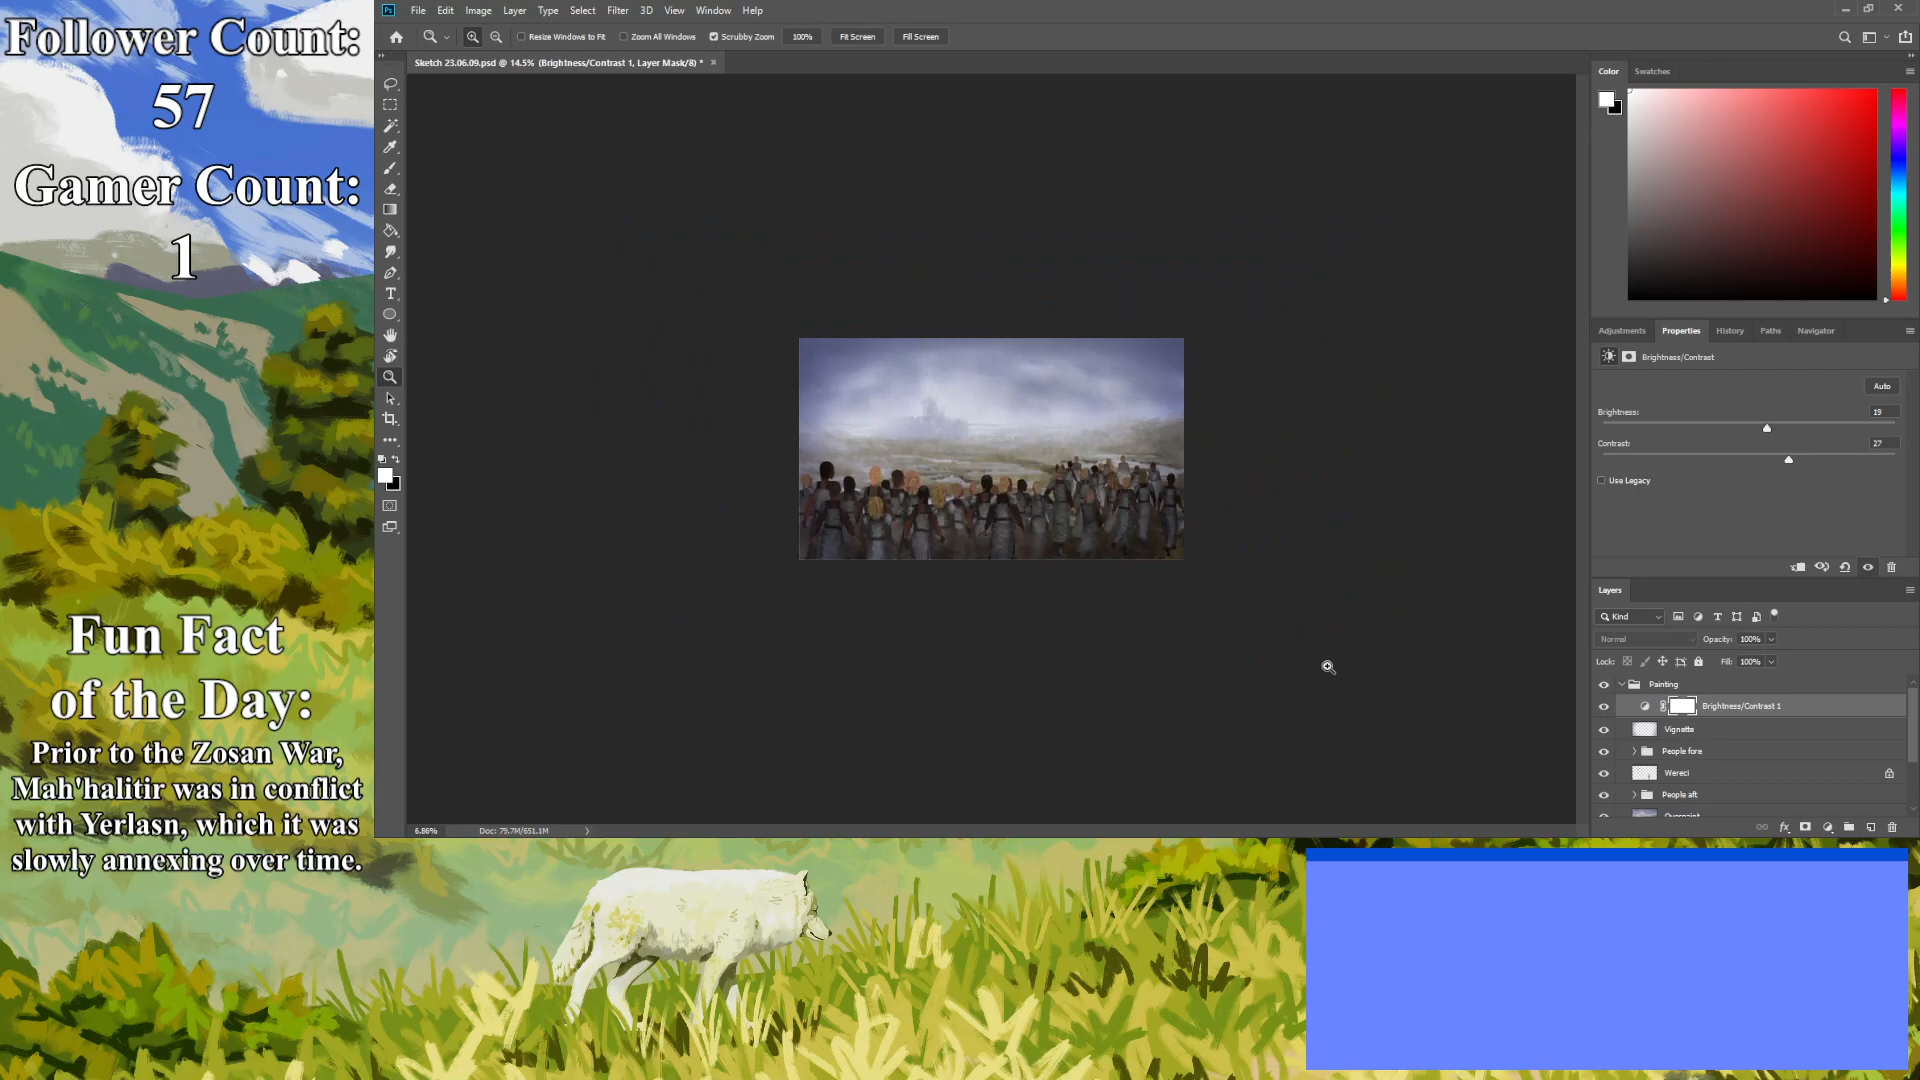 Follower Count:
57
Gamer Count:
1
Fun Fact
of the Day:
Prior to the Zosan War,
Mah'halitir was in conflict
with Yerlasn, which it was
slowly annexing over time.
Ps File Edit Image Layer Type Select Filter 3D View Window Help
Resize Windows to Fit Zoom All Windows Scrubby Zoom 100% Fit Screen Fill Screen
Sketch 23.06.09.psd @ 14.5% (Brightness/Contrast 1, Layer Mask/8) *
6.86% Doc: 79.7M/651.1M
Color Swatches
Adjustments Properties History Paths Navigator
Brightness/Contrast
Auto
Brightness: 19
Contrast: 27
Use Legacy
Layers
Kind
Normal Opacity: 100%
Lock: Fill: 100%
Painting
Brightness/Contrast 1
Vignette
People fore
Wereci
People aft